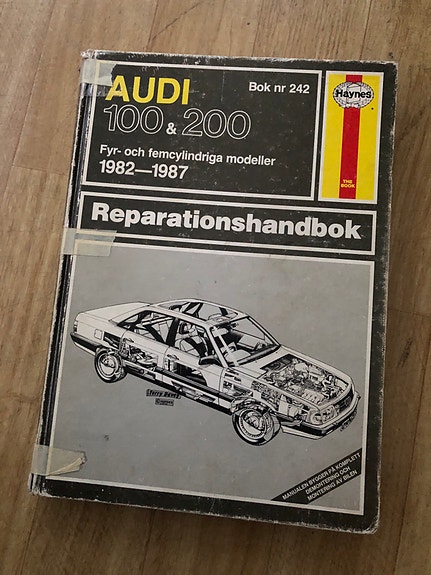 AUDI
Bok nr 242
100 & 200
Fyr- och femcylindriga modeller
1982—1987
Haynes
THE
BOOK
Reparationshandbok
MANUALEN BYGGER PÅ KOMPLETT
DEMONTERING OCH
MONTERING AV BILEN